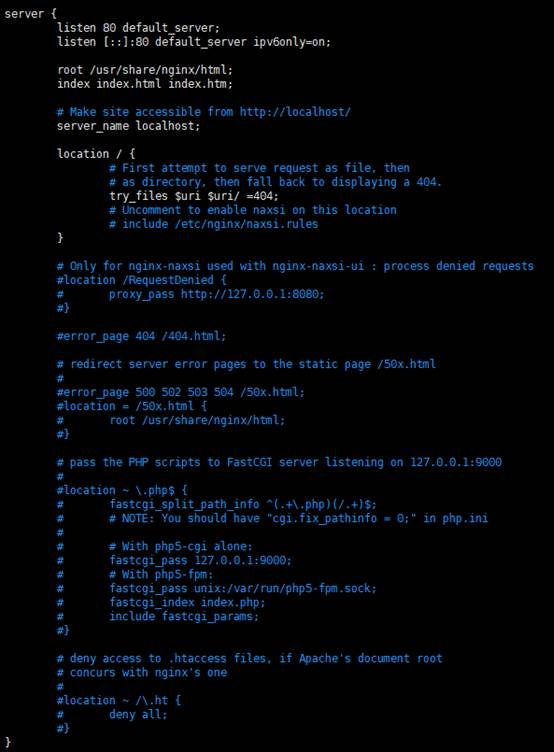 server {
        listen 80 default_server;
        listen [::]:80 default_server ipv6only=on;

        root /usr/share/nginx/html;
        index index.html index.htm;

        # Make site accessible from http://localhost/
        server_name localhost;

        location / {
                # First attempt to serve request as file, then
                # as directory, then fall back to displaying a 404.
                try_files $uri $uri/ =404;
                # Uncomment to enable naxsi on this location
                # include /etc/nginx/naxsi.rules
        }

        # Only for nginx-naxsi used with nginx-naxsi-ui : process denied requests
        #location /RequestDenied {
        #       proxy_pass http://127.0.0.1:8080;
        #}

        #error_page 404 /404.html;

        # redirect server error pages to the static page /50x.html
        #
        #error_page 500 502 503 504 /50x.html;
        #location = /50x.html {
        #       root /usr/share/nginx/html;
        #}

        # pass the PHP scripts to FastCGI server listening on 127.0.0.1:9000
        #
        #location ~ \.php$ {
        #       fastcgi_split_path_info ^(.+\.php)(/.+)$;
        #       # NOTE: You should have "cgi.fix_pathinfo = 0;" in php.ini
        #
        #       # With php5-cgi alone:
        #       fastcgi_pass 127.0.0.1:9000;
        #       # With php5-fpm:
        #       fastcgi_pass unix:/var/run/php5-fpm.sock;
        #       fastcgi_index index.php;
        #       include fastcgi_params;
        #}

        # deny access to .htaccess files, if Apache's document root
        # concurs with nginx's one
        #
        #location ~ /\.ht {
        #       deny all;
        #}
}